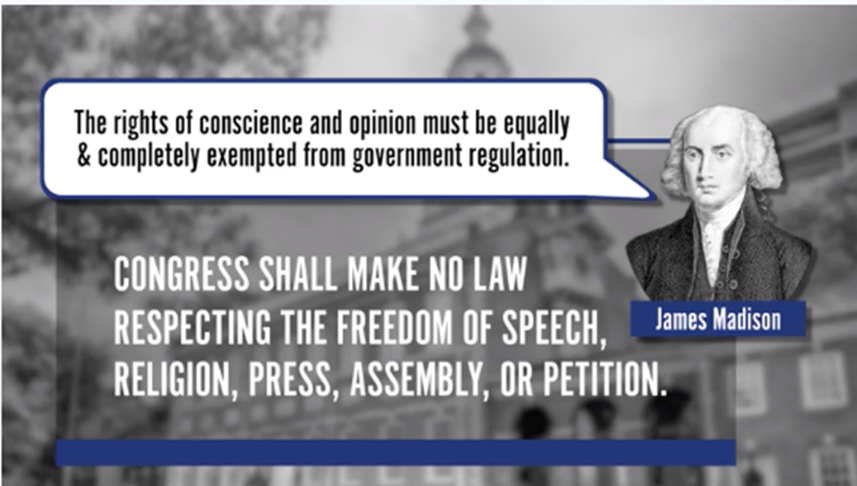 The rights of conscience and opinion must be equally
& completely exempted from government regulation.
CONGRESS SHALL MAKE NO LAW
RESPECTING THE FREEDOM OF SPEECH,
RELIGION, PRESS, ASSEMBLY, OR PETITION.
James Madison